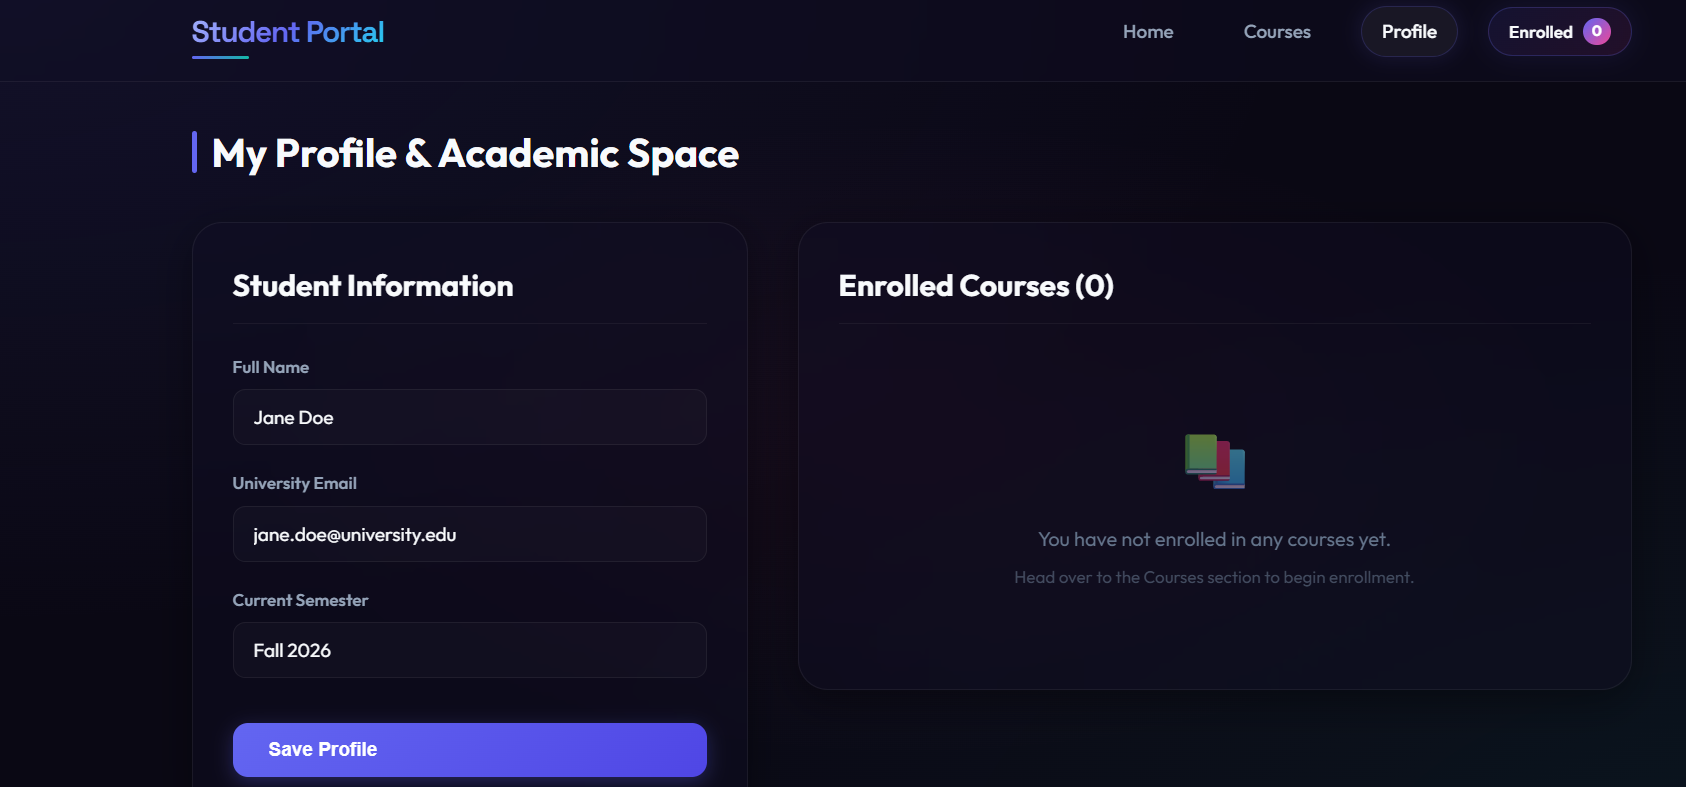 Student Portal
Home
Courses
Profile
Enrolled 0
My Profile & Academic Space
Student Information
Full Name
Jane Doe
University Email
jane.doe@university.edu
Current Semester
Fall 2026
Save Profile
Enrolled Courses (0)
You have not enrolled in any courses yet.
Head over to the Courses section to begin enrollment.